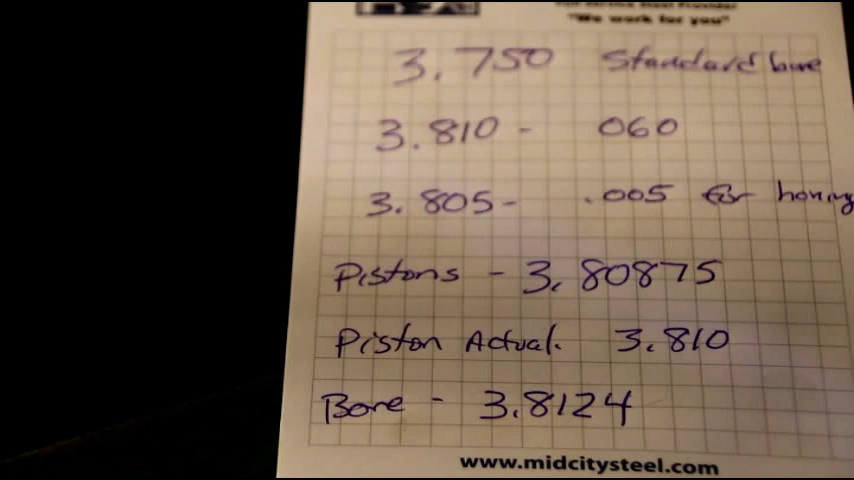 "We work for you"
3.750 Standard bore
3.810 - 060
3.805 - .005 for honing
Pistons - 3.80875
Piston Actual. 3.810
Bore - 3.8124
www.midcitysteel.com